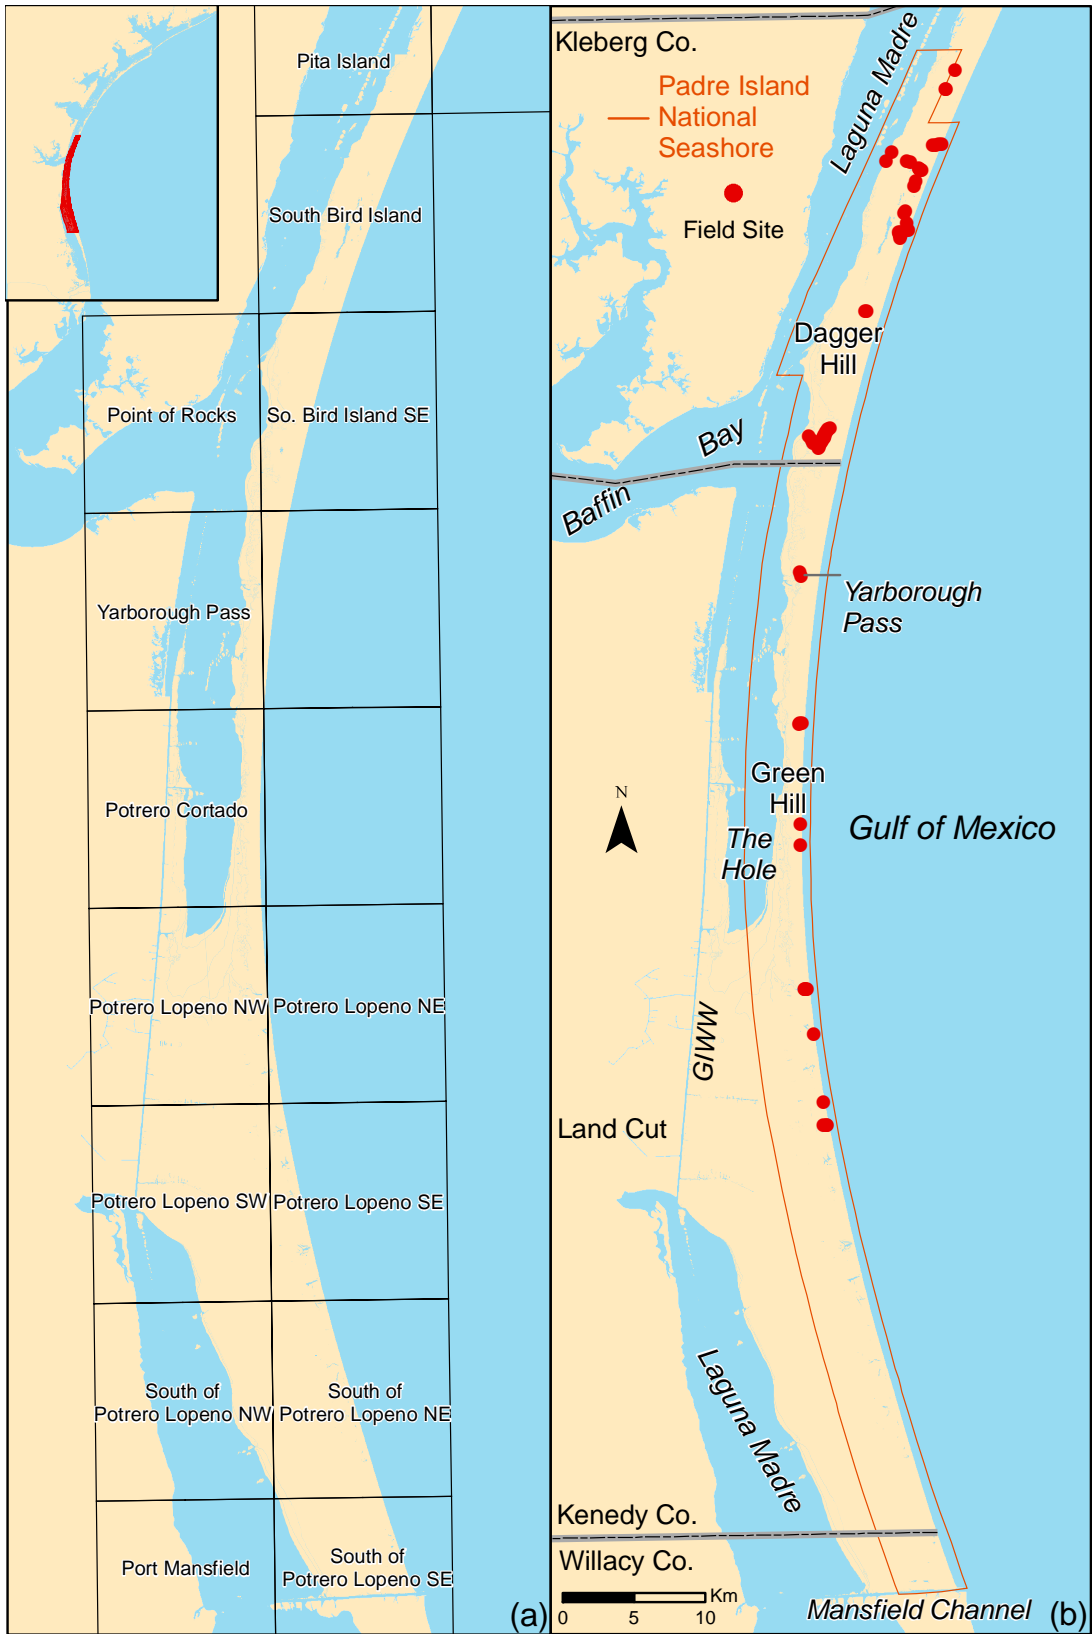 Pita Island
South Bird Island
Point of Rocks
So. Bird Island SE
Yarborough Pass
Potrero Cortado
Potrero Lopeno NW
Potrero Lopeno NE
Potrero Lopeno SW
Potrero Lopeno SE
South of
Potrero Lopeno NW
South of
Potrero Lopeno NE
Port Mansfield
South of
Potrero Lopeno SE
(a)
Kleberg Co.
Laguna Madre
Padre Island
National
Seashore
Field Site
Dagger
Hill
Baffin Bay
Yarborough
Pass
Green
Hill
N
The
Hole
Gulf of Mexico
GIWW
Land Cut
Laguna Madre
Kenedy Co.
Willacy Co.
Km
0 5 10
Mansfield Channel
(b)